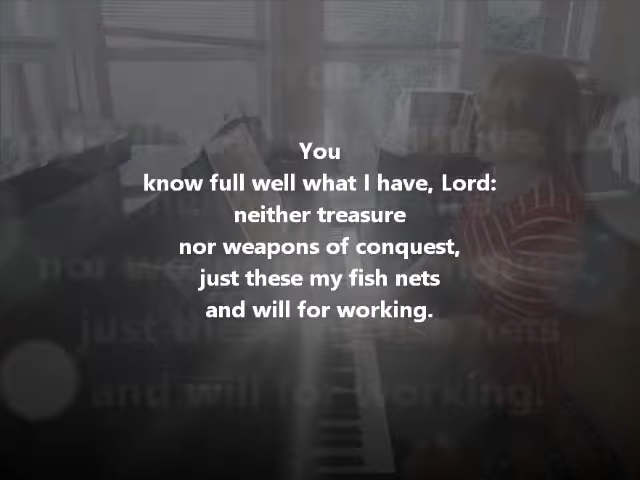 You
know full well what I have, Lord:
neither treasure
nor weapons of conquest,
just these my fish nets
and will for working.